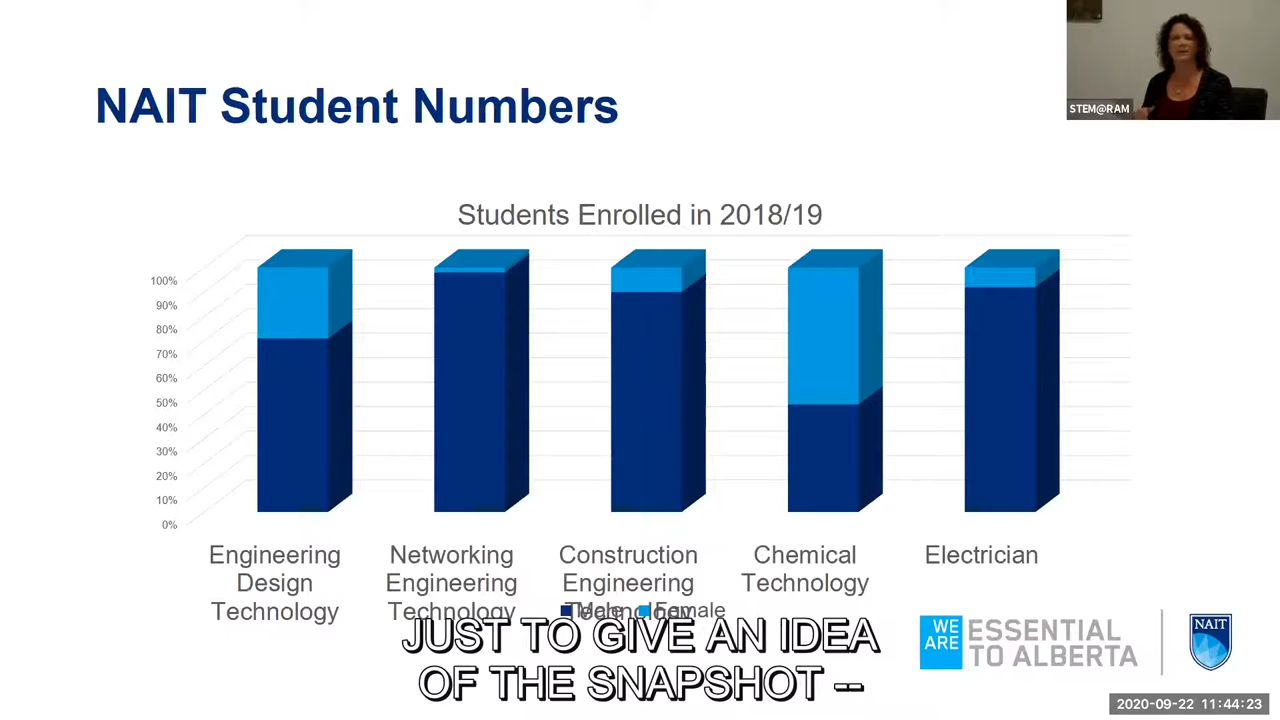 STEM@RAM
NAIT Student Numbers
Students Enrolled in 2018/19
100%
90%
80%
70%
60%
50%
40%
30%
20%
10%
0%
Engineering
Design
Technology
Networking
Engineering
Technology
Construction
Engineering
Technology
Chemical
Technology
Electrician
Male Female
JUST TO GIVE AN IDEA
OF THE SNAPSHOT --
WE ARE
ESSENTIAL
TO ALBERTA
NAIT
2020-09-22 11:44:23